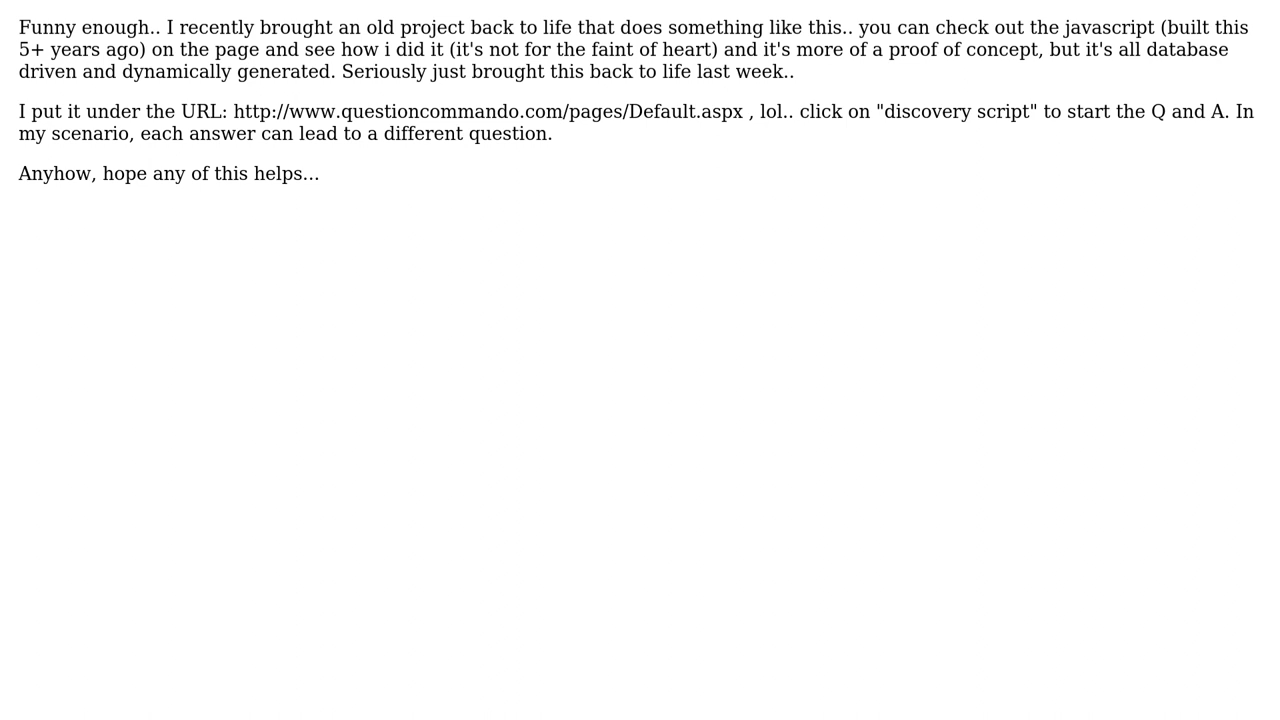 Funny enough.. I recently brought an old project back to life that does something like this.. you can check out the javascript (built this
5+ years ago) on the page and see how i did it (it's not for the faint of heart) and it's more of a proof of concept, but it's all database
driven and dynamically generated. Seriously just brought this back to life last week..
I put it under the URL: http://www.questioncommando.com/pages/Default.aspx , lol.. click on "discovery script" to start the Q and A. In
my scenario, each answer can lead to a different question.
Anyhow, hope any of this helps...